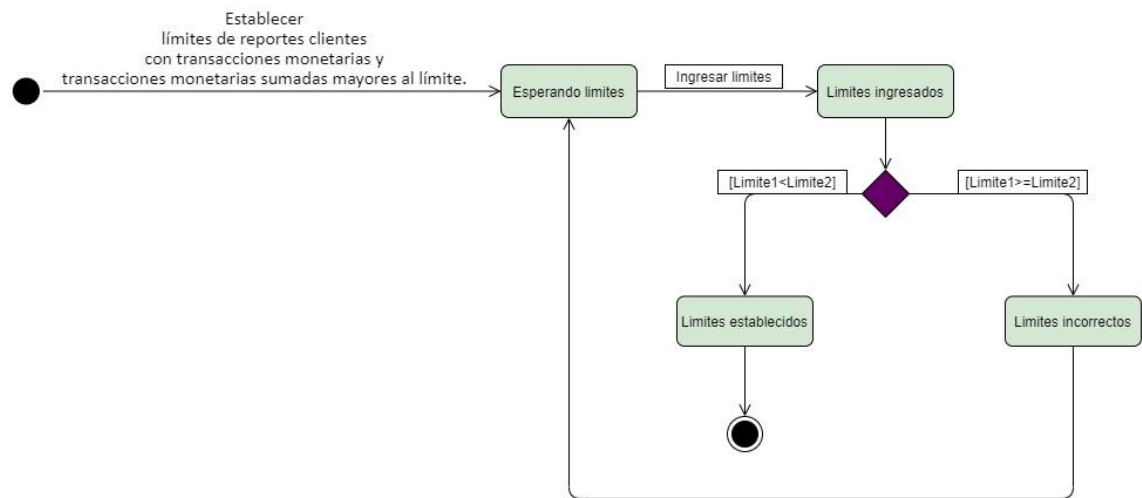 Establecer
límites de reportes clientes
con transacciones monetarias y
transacciones monetarias sumadas mayores al límite.
Esperando limites
Ingresar limites
Limites ingresados
[Limite1<Limite2]
[Limite1>=Limite2]
Limites establecidos
Limites incorrectos